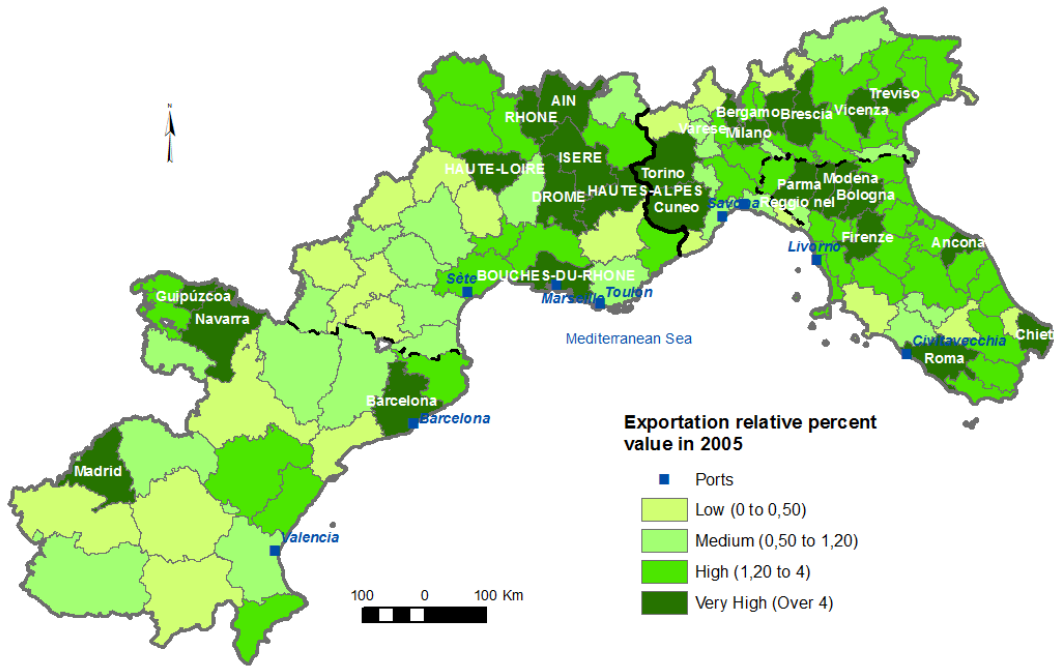 N
AIN
RHONE
HAUTE-LOIRE
ISERE
DROME
HAUTES-ALPES
BOUCHES-DU-RHONE
Sète
Marseille
Toulon
Mediterranean Sea
Bergamo
Brescia
Varese
Milano
Vicenza
Treviso
Torino
Cuneo
Savona
Parma
Modena
Reggio nel
Bologna
Firenze
Livorno
Ancona
Civitavecchia
Roma
Chiet
Guipúzcoa
Navarra
Barcelona
Barcelona
Madrid
Valencia
Exportation relative percent
value in 2005
Ports
Low (0 to 0,50)
Medium (0,50 to 1,20)
High (1,20 to 4)
Very High (Over 4)
100 0 100 Km